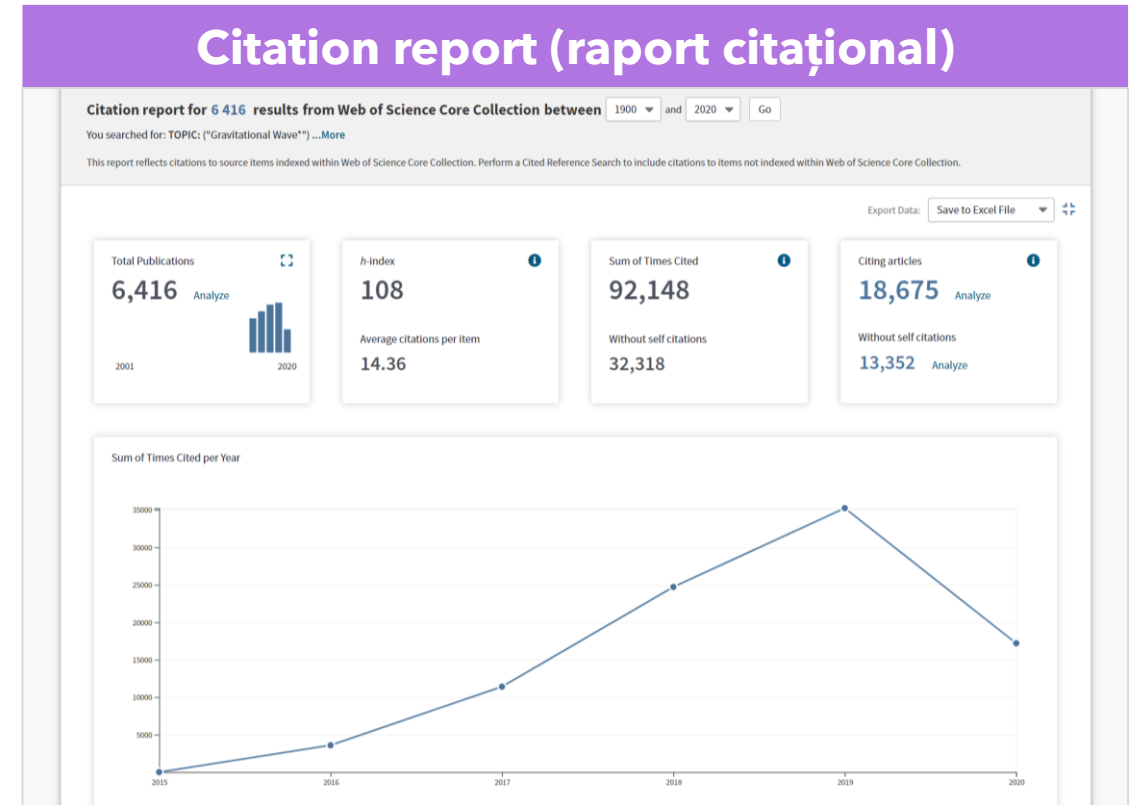 Citation report (raport citațional)
Citation report for 6 416 results from Web of Science Core Collection between 1900 and 2020 Go
You searched for: TOPIC: ("Gravitational Wave*") ...More
This report reflects citations to source items indexed within Web of Science Core Collection. Perform a Cited Reference Search to include citations to items not indexed within Web of Science Core Collection.
Export Data: Save to Excel File
Total Publications
6,416 Analyze
2001 2020
h-index
108
Average citations per item
14.36
Sum of Times Cited
92,148
Without self citations
32,318
Citing articles
18,675 Analyze
Without self citations
13,352 Analyze
Sum of Times Cited per Year
35000
30000
25000
20000
15000
10000
5000
2015 2016 2017 2018 2019 2020